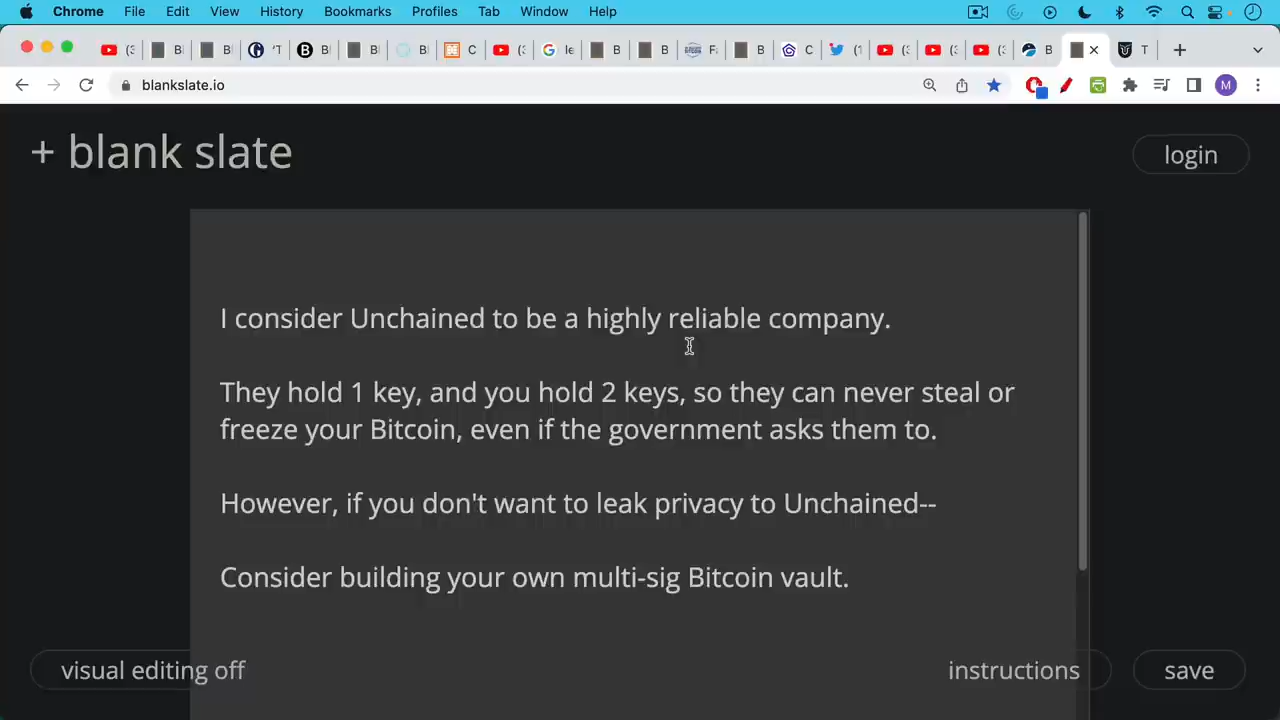 Chrome File Edit View History Bookmarks Profiles Tab Window Help
blankslate.io
M
+ blank slate
login
I consider Unchained to be a highly reliable company.
They hold 1 key, and you hold 2 keys, so they can never steal or
freeze your Bitcoin, even if the government asks them to.
However, if you don't want to leak privacy to Unchained--
Consider building your own multi-sig Bitcoin vault.
visual editing off
instructions
save